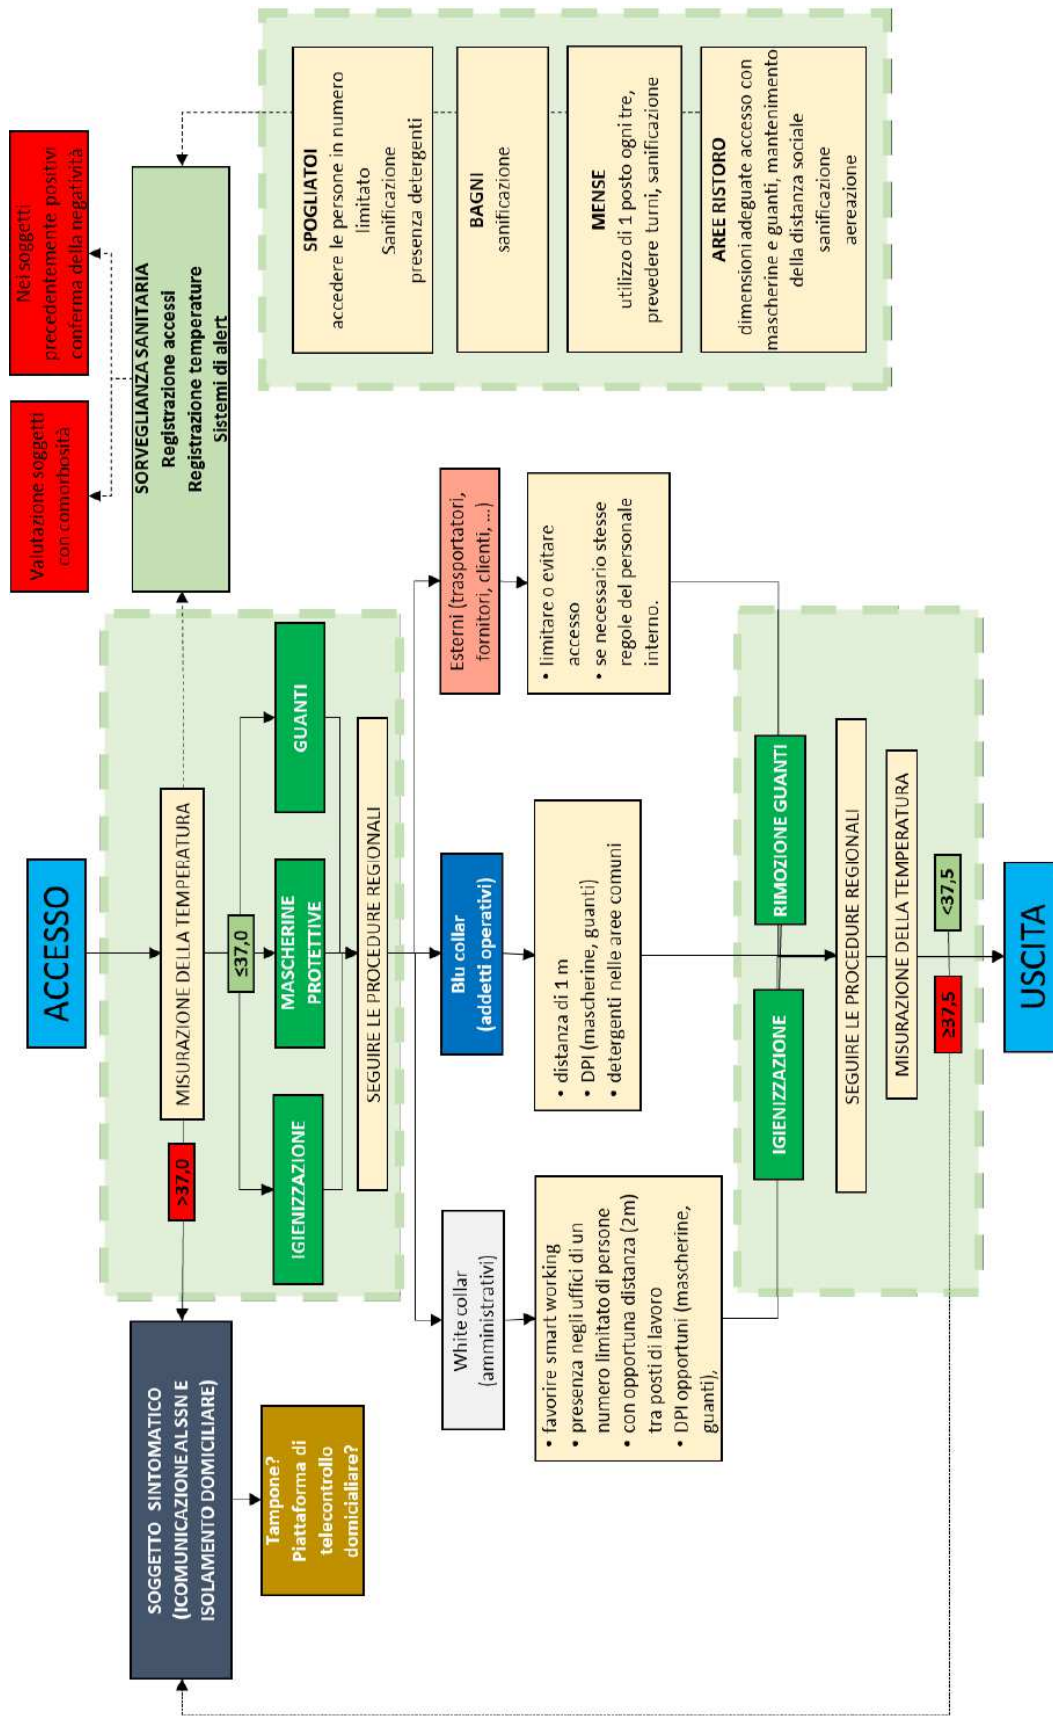 ACCESSO
MISURAZIONE DELLA TEMPERATURA
>37,0
≤37,0
IGIENIZZAZIONE
MASCHERINE
PROTETTIVE
GUANTI
SEGUIRE LE PROCEDURE REGIONALI
SOGGETTO SINTOMATICO
(ICOMUNICAZIONE AL SSN E
ISOLAMENTO DOMICILIARE)
Tampone?
Piattaforma di
telecontrollo
domicialiare?
Valutazione soggetti
con comorbosità
Nei soggetti
precedentemente positivi
conferma della negatività
SORVEGLIANZA SANITARIA
Registrazione accessi
Registrazione temperature
Sistemi di alert
White collar
(amministrativi)
• favorire smart working
• presenza negli uffici di un
numero limitato di persone
• con opportuna distanza (2m)
tra posti di lavoro
• DPI opportuni (mascherine,
guanti),
Blu collar
(addetti operativi)
• distanza di 1 m
• DPI (mascherine, guanti)
• detergenti nelle aree comuni
Esterni (trasportatori,
fornitori, clienti, ...)
• limitare o evitare
accesso
• se necessario stesse
regole del personale
interno.
SPOGLIATOI
accedere le persone in numero
limitato
Sanificazione
presenza detergenti
BAGNI
sanificazione
MENSE
utilizzo di 1 posto ogni tre,
prevedere turni, sanificazione
AREE RISTORO
dimensioni adeguate accesso con
mascherine e guanti, mantenimento
della distanza sociale
sanificazione
aereazione
IGIENIZZAZIONE
RIMOZIONE GUANTI
SEGUIRE LE PROCEDURE REGIONALI
MISURAZIONE DELLA TEMPERATURA
≥37,5
<37,5
USCITA